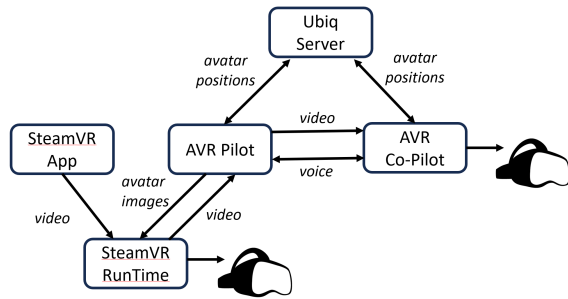 Ubiq
Server
avatar
positions
avatar
positions
SteamVR
App
AVR Pilot
video
voice
AVR
Co-Pilot
avatar
images
video
video
SteamVR
RunTime